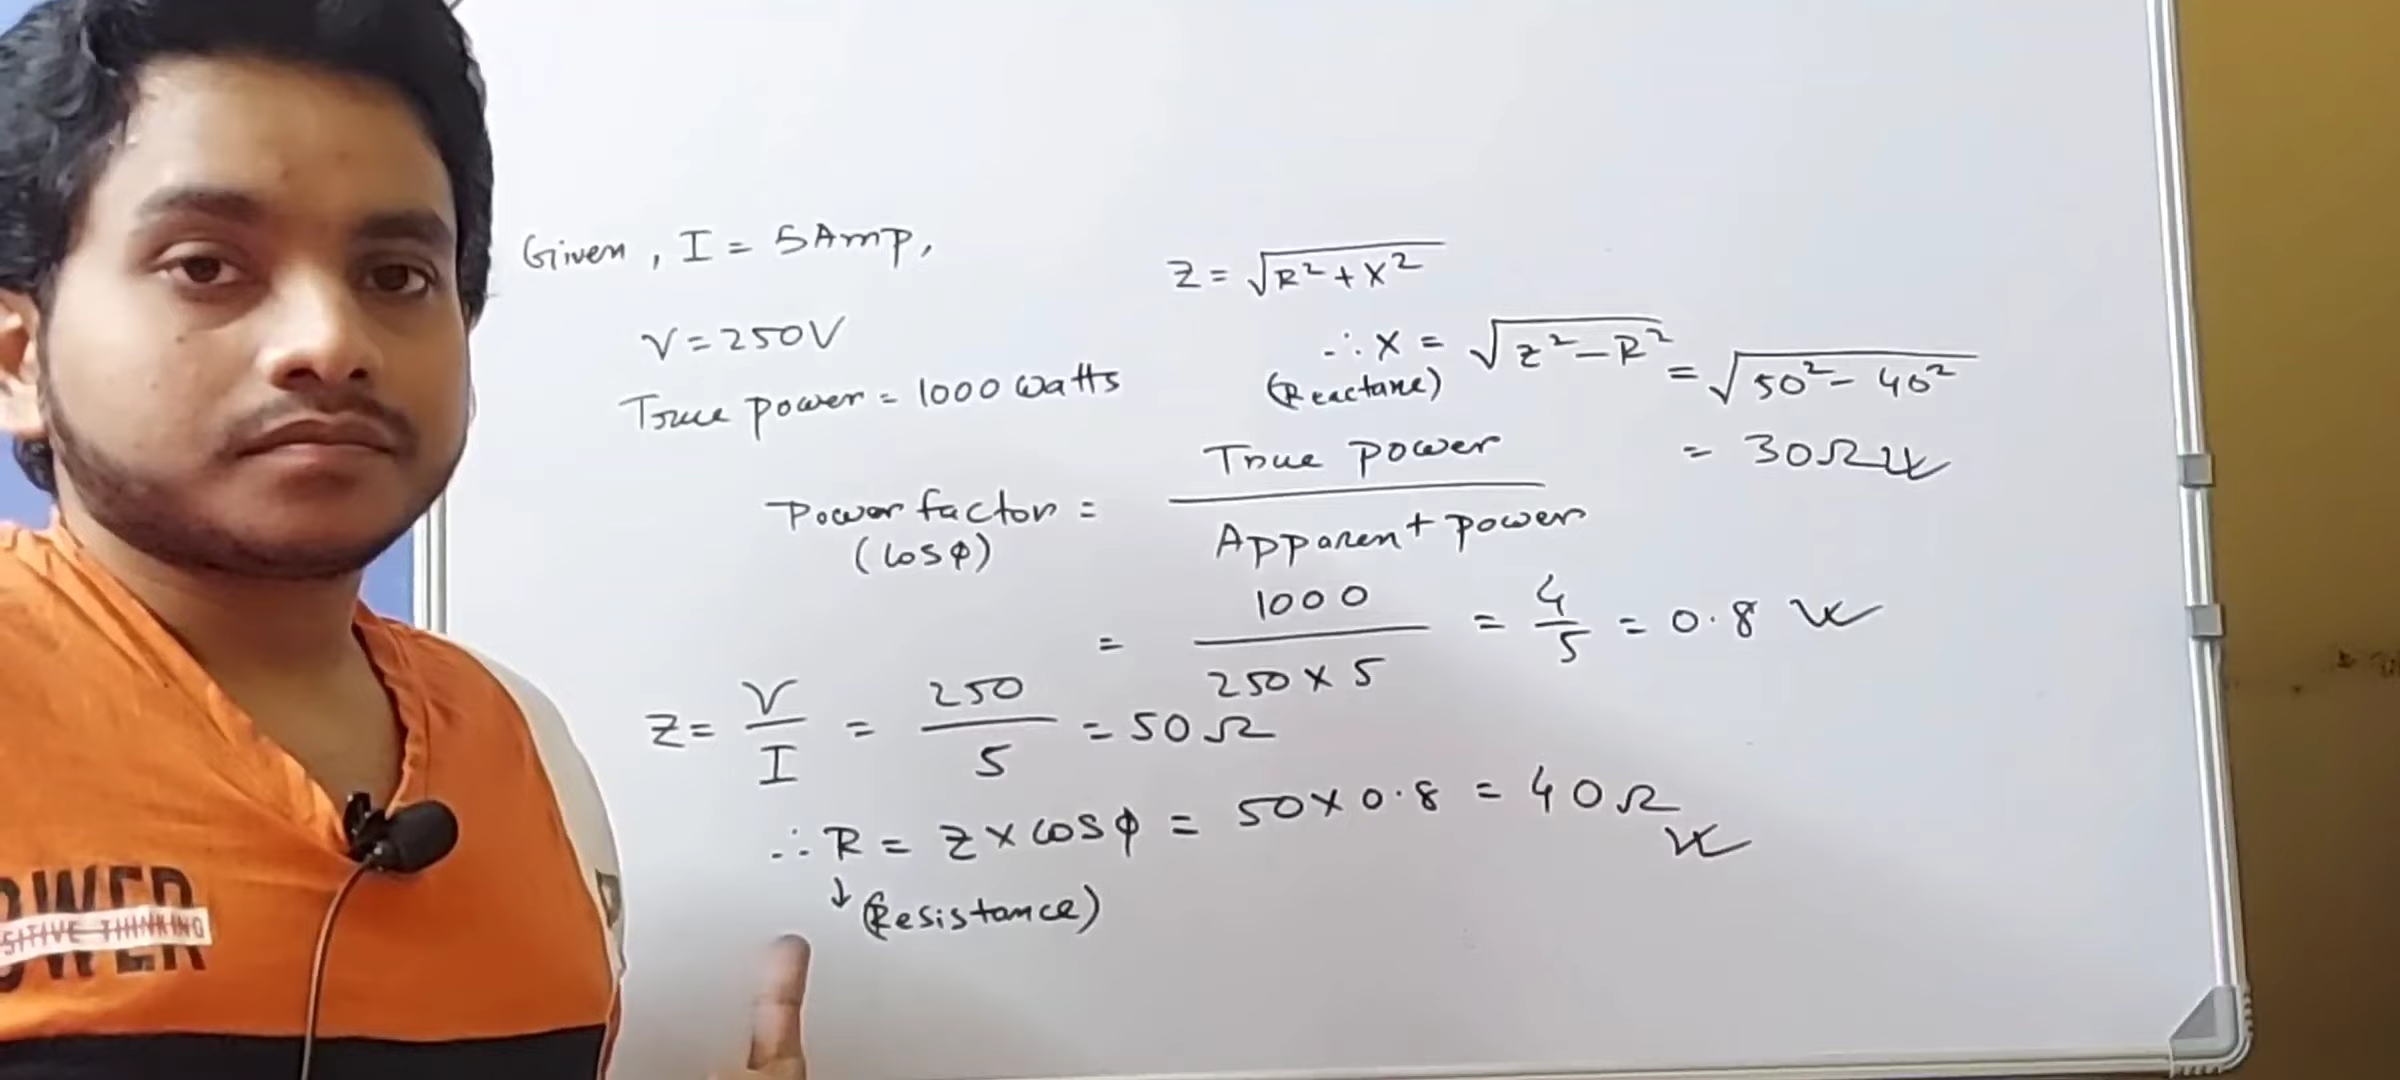 Given, I = 5Amp,
V = 250V
True power = 1000 watts
Z = √R² + X²
∴ X = √Z² – R² = √50² – 40²
(Reactane)
= 30Ω
Power factor = True power / Apparent power
(cosϕ)
= 1000 / 250 × 5 = 4/5 = 0.8
Z = V/I = 250/5 = 50Ω
∴ R = Z × cosϕ = 50 × 0.8 = 40Ω
↓ (Resistance)
OWER
SITIVE THINKING